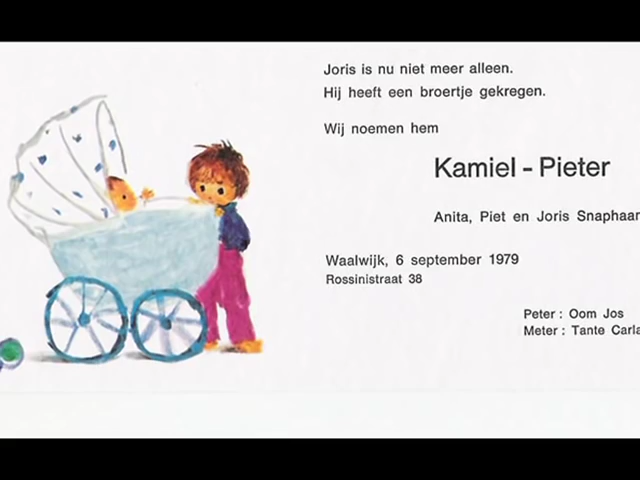 Joris is nu niet meer alleen.
Hij heeft een broertje gekregen.
Wij noemen hem
Kamiel - Pieter
Anita, Piet en Joris Snaphaar
Waalwijk, 6 september 1979
Rossinistraat 38
Peter : Oom Jos
Meter : Tante Carla